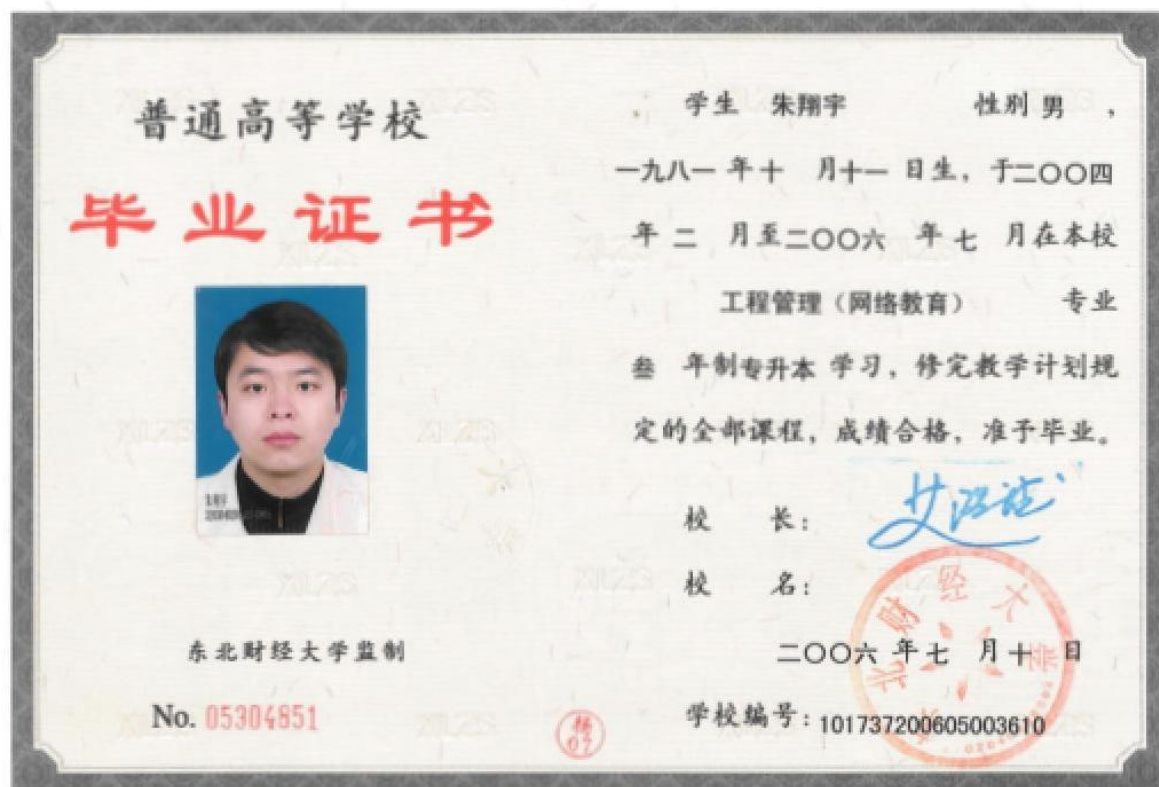 普通高等学校
毕业证书
东北财经大学监制
No. 05304851
学生 朱翔宇 性别 男，
一九八一 年 十 月 十一 日生，于二〇〇四
年 二 月至二〇〇六 年 七 月在本校
工程管理（网络教育） 专业
叁 年制 专升本 学习，修完教学计划规
定的全部课程，成绩合格，准予毕业。
校 长：
校 名：
二〇〇六 年 七 月 十 日
学校编号：101737200605003610
北财经大学